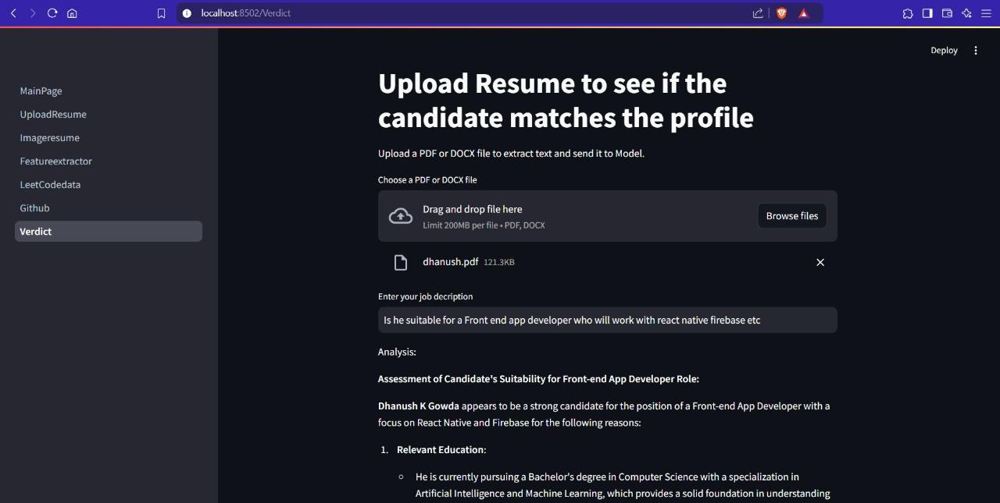 localhost:8502/Verdict
Deploy
MainPage
UploadResume
Imageresume
Featureextractor
LeetCodedata
Github
Verdict
Upload Resume to see if the
candidate matches the profile
Upload a PDF or DOCX file to extract text and send it to Model.
Choose a PDF or DOCX file
Drag and drop file here
Limit 200MB per file • PDF, DOCX
Browse files
dhanush.pdf 121.3KB
Enter your job decription
Is he suitable for a Front end app developer who will work with react native firebase etc
Analysis:
Assessment of Candidate's Suitability for Front-end App Developer Role:
Dhanush K Gowda appears to be a strong candidate for the position of a Front-end App Developer with a
focus on React Native and Firebase for the following reasons:
1. Relevant Education:
He is currently pursuing a Bachelor's degree in Computer Science with a specialization in
Artificial Intelligence and Machine Learning, which provides a solid foundation in understanding